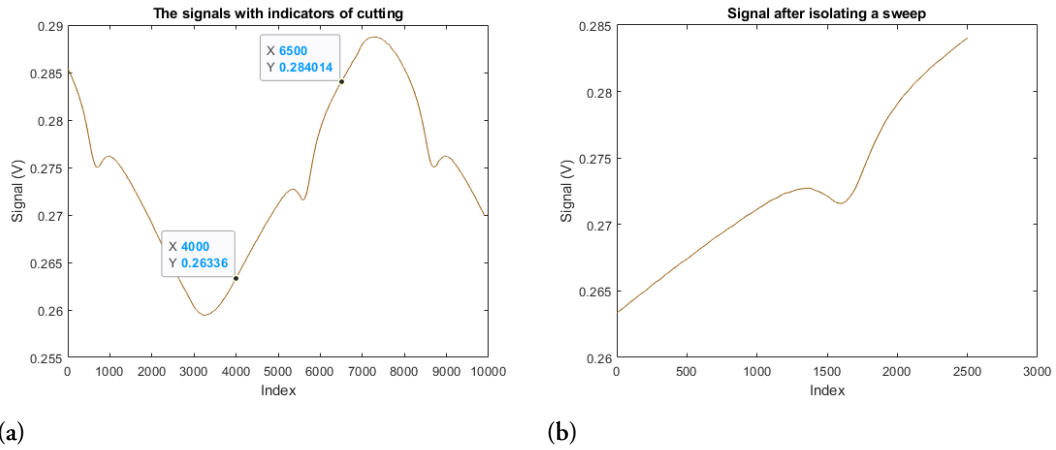 The signals with indicators of cutting
0.29
0.285
0.28
0.275
0.27
0.265
0.26
0.255
Signal (V)
X 6500
Y 0.284014
X 4000
Y 0.26336
0 1000 2000 3000 4000 5000 6000 7000 8000 9000 10000
Index
(a)
Signal after isolating a sweep
0.285
0.28
0.275
0.27
0.265
0.26
Signal (V)
0 500 1000 1500 2000 2500 3000
Index
(b)